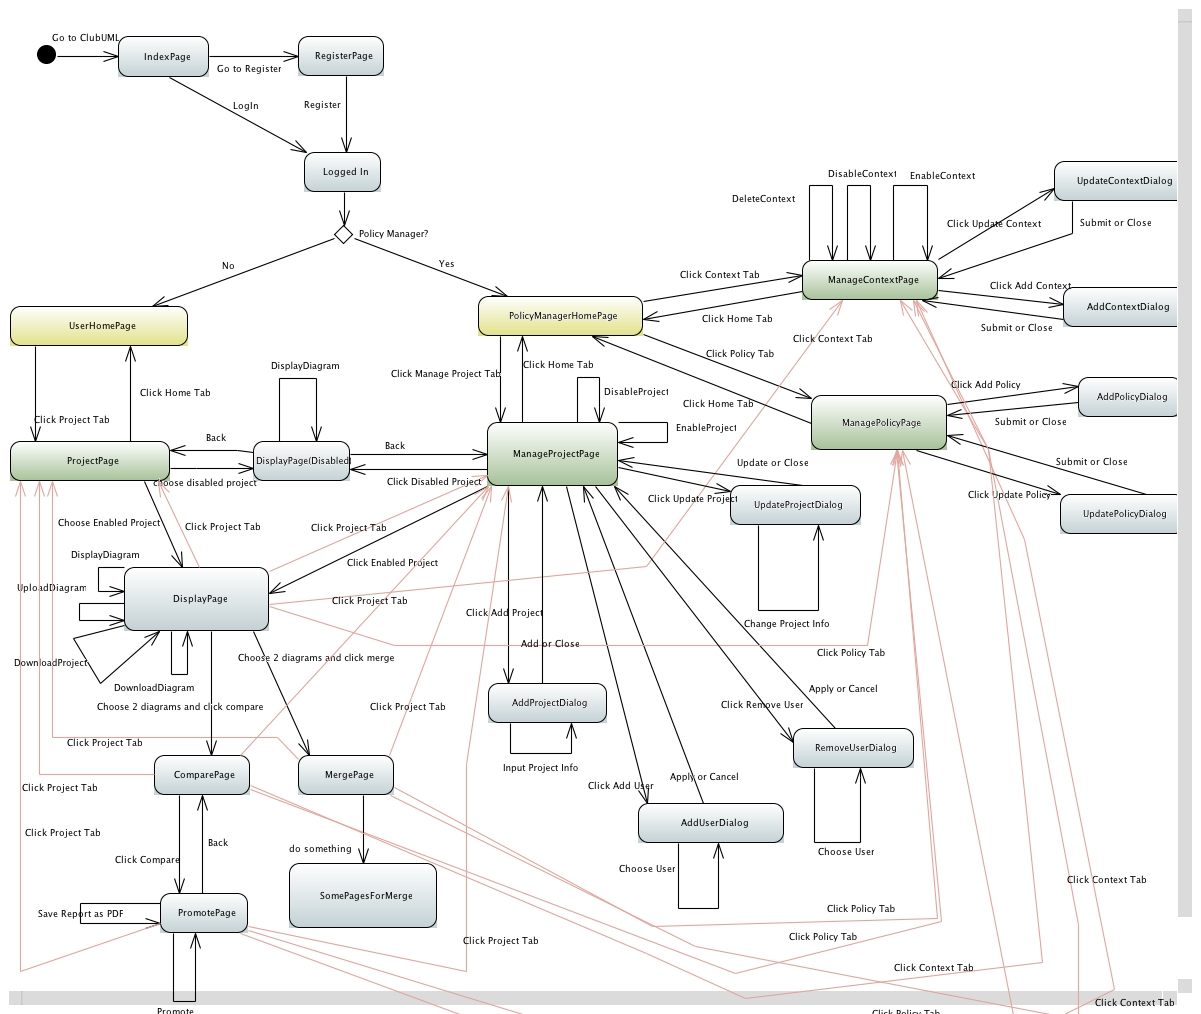 Go to ClubUML
IndexPage
RegisterPage
Go to Register
LogIn
Register
Logged In
Policy Manager?
No
Yes
DisableContext
EnableContext
DeleteContext
UpdateContextDialog
Click Update Context
Submit or Close
Click Context Tab
ManageContextPage
Click Add Context
AddContextDialog
UserHomePage
PolicyManagerHomePage
Click Home Tab
Submit or Close
Click Context Tab
DisplayDiagram
Click Manage Project Tab
Click Home Tab
Click Policy Tab
Click Home Tab
DisableProject
Click Home Tab
Click Add Policy
AddPolicyDialog
Click Project Tab
EnableProject
ManagePolicyPage
Submit or Close
Back
Back
ProjectPage
DisplayPage(Disabled)
ManageProjectPage
Update or Close
Submit or Close
choose disabled project
Click Disabled Project
Click Update Project
UpdateProjectDialog
Click Update Policy
UpdatePolicyDialog
Choose Enabled Project
Click Project Tab
Click Project Tab
DisplayDiagram
Click Enabled Project
UploadDiagram
DisplayPage
Click Project Tab
Click Add Project
Change Project Info
Add or Close
Click Policy Tab
DownloadProject
Choose 2 diagrams and click merge
DownloadDiagram
Apply or Cancel
Choose 2 diagrams and click compare
Click Project Tab
AddProjectDialog
Click Remove User
Click Project Tab
RemoveUserDialog
Input Project Info
ComparePage
MergePage
Click Project Tab
Click Add User
Apply or Cancel
Click Project Tab
AddUserDialog
Back
do something
Choose User
Click Compare
Choose User
Click Context Tab
SomePagesForMerge
Save Report as PDF
PromotePage
Click Policy Tab
Click Project Tab
Click Policy Tab
Click Context Tab
Click Context Tab
Promote
Click Policy Tab